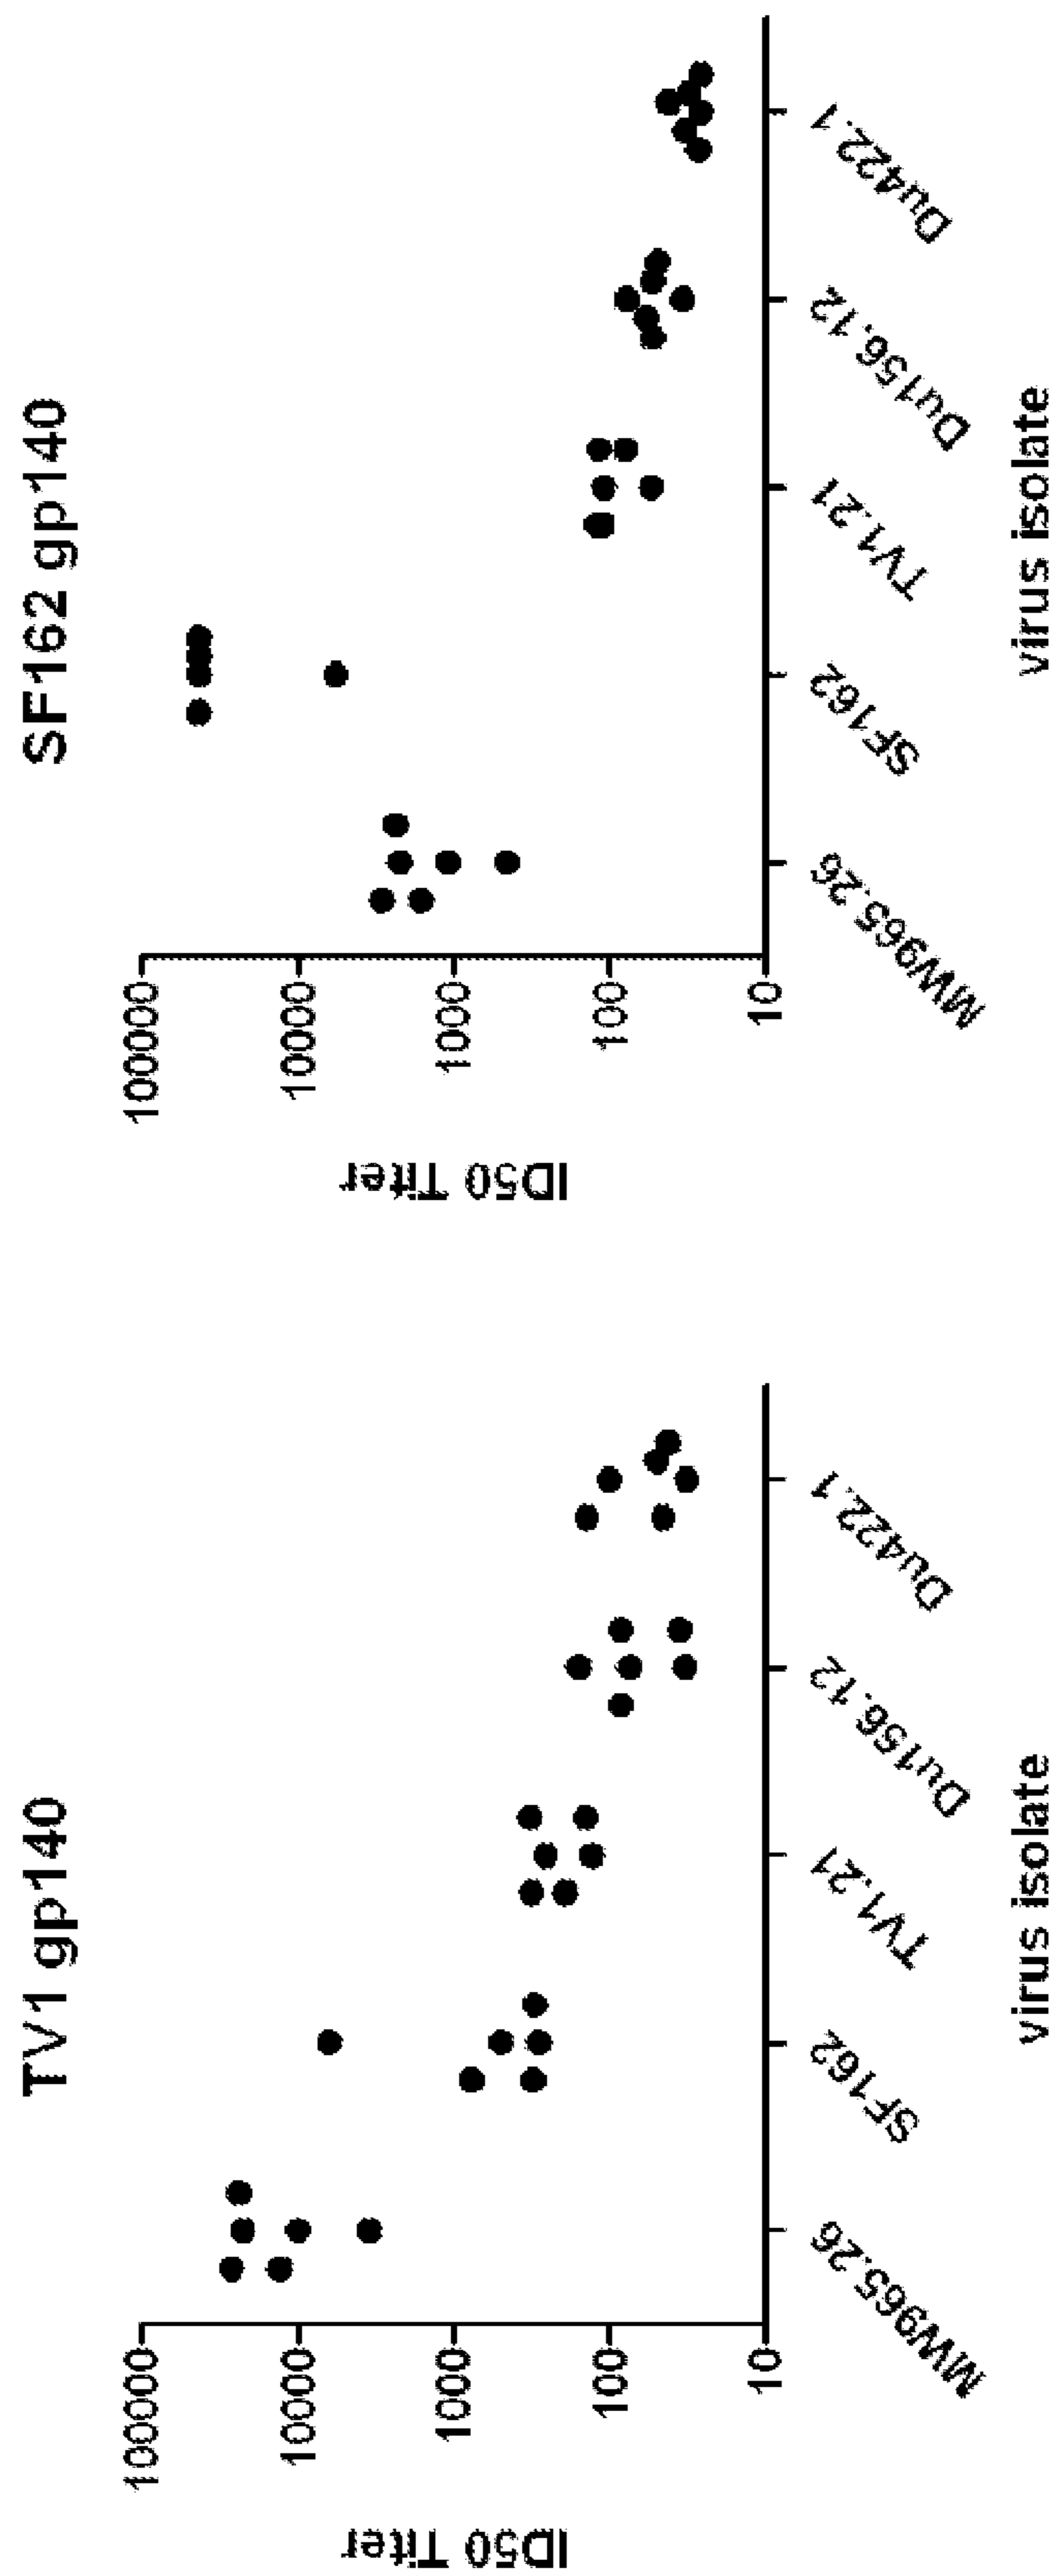 TV1 gp140
ID50 Titer
100000
10000
1000
100
10
MW965.26
SF162
TV1.21
Du156.12
Du422.1
virus isolate
SF162 gp140
ID50 Titer
100000
10000
1000
100
10
MW965.26
SF162
TV1.21
Du156.12
Du422.1
virus isolate